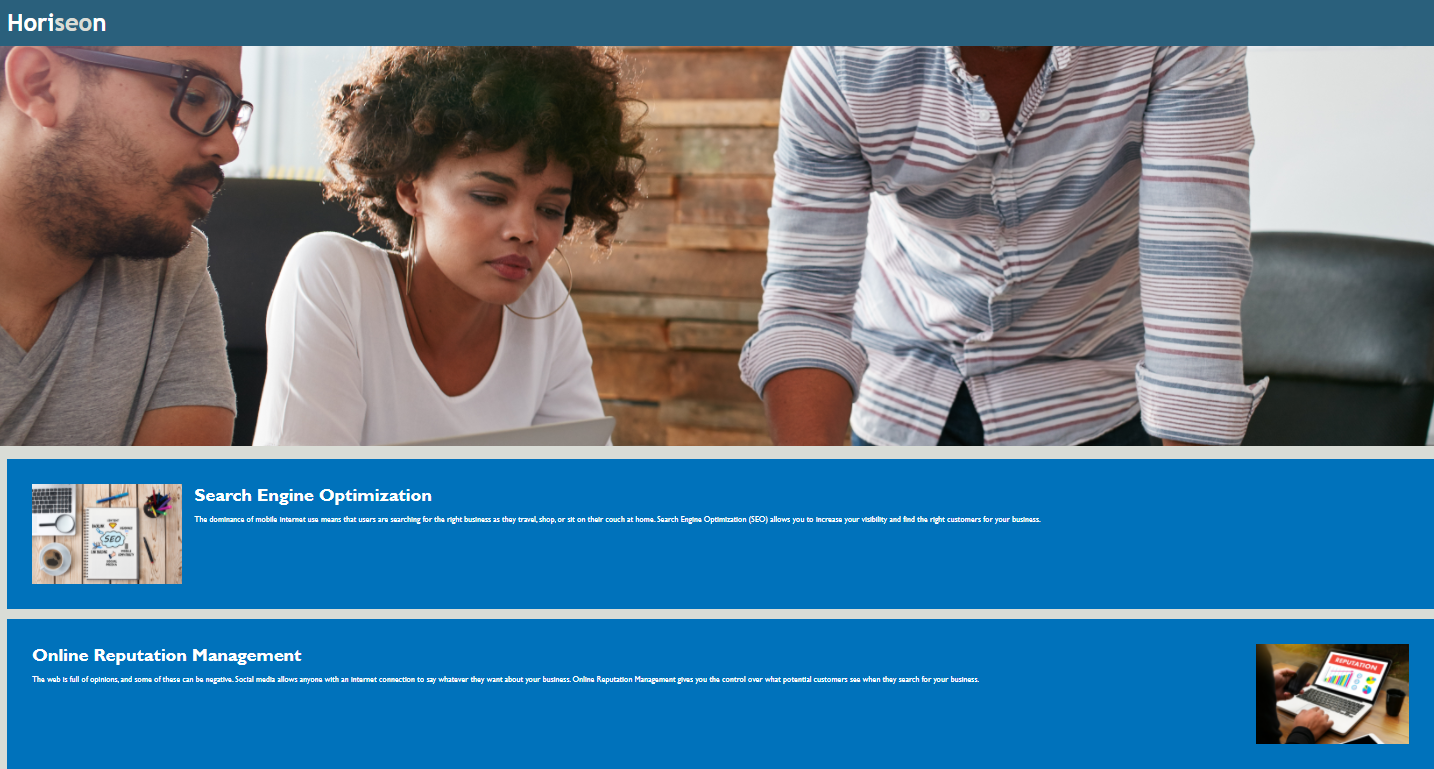 Horiseon
Search Engine Optimization
The dominance of mobile internet use means that users are searching for the right business as they travel, shop, or sit on their couch at home. Search Engine Optimization (SEO) allows you to increase your visibility and find the right customers for your business.
SEO
Online Reputation Management
REPUTATION
The web is full of opinions, and some of these can be negative. Social media allows anyone with an internet connection to say whatever they want about your business. Online Reputation Management gives you the control over what potential customers see when they search for your business.